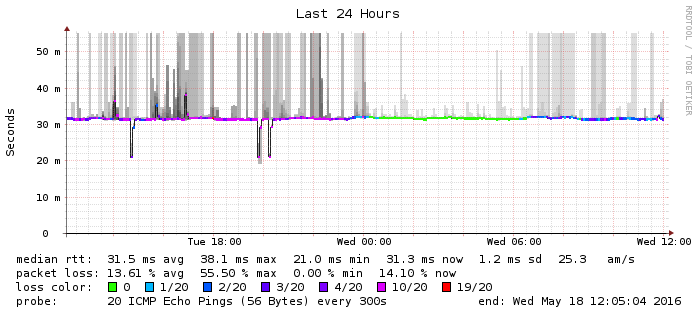 Last 24 Hours
RRDTOOL / TOBI OETIKER
Seconds
50 m
40 m
30 m
20 m
10 m
0
Tue 18:00 Wed 00:00 Wed 06:00 Wed 12:00
median rtt: 31.5 ms avg 38.1 ms max 21.0 ms min 31.3 ms now 1.2 ms sd 25.3 am/s
packet loss: 13.61 % avg 55.50 % max 0.00 % min 14.10 % now
loss color: 0 1/20 2/20 3/20 4/20 10/20 19/20
probe: 20 ICMP Echo Pings (56 Bytes) every 300s end: Wed May 18 12:05:04 2016